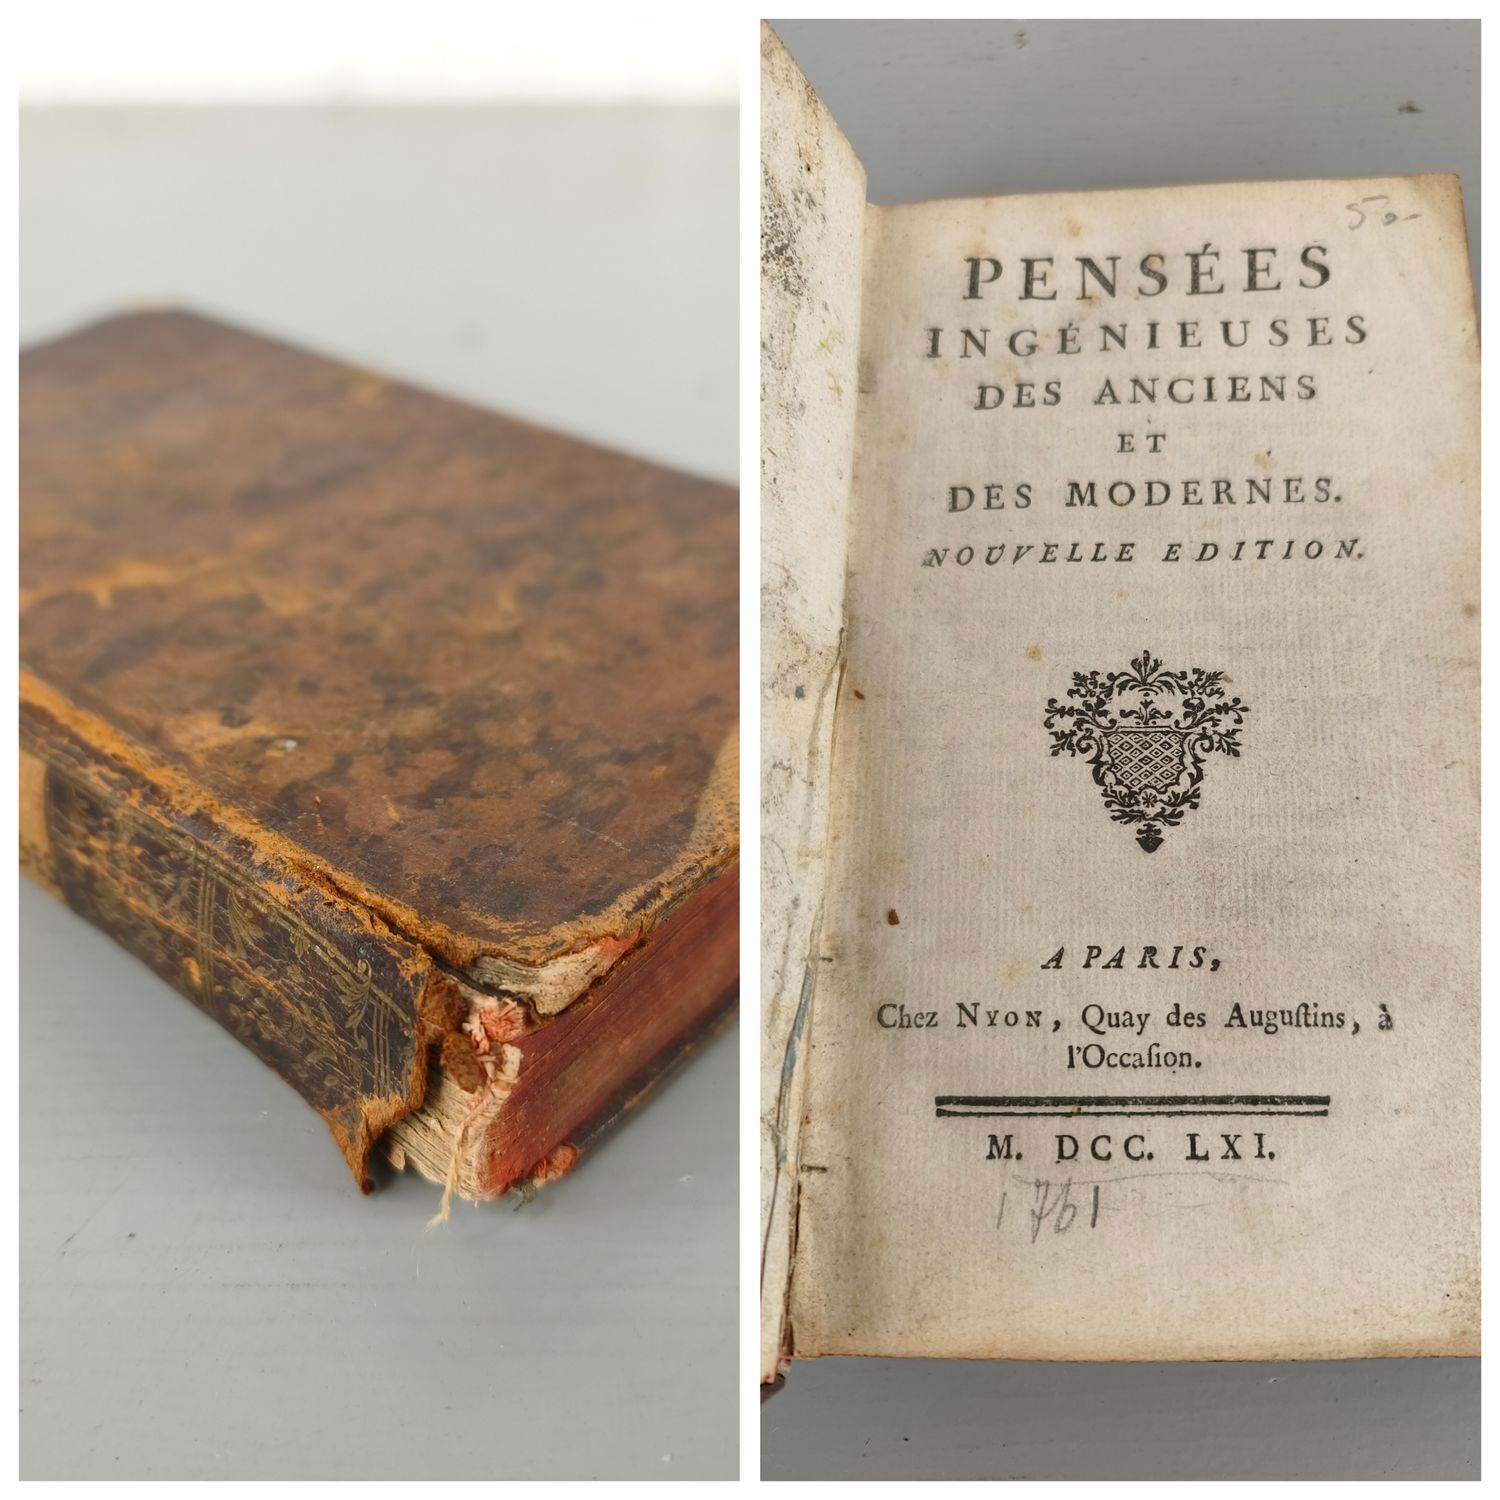 50-
PENSÉES
INGÉNIEUSES
DES ANCIENS
ET
DES MODERNES.
NOUVELLE EDITION.
A PARIS,
Chez NYON, Quay des Auguſtins, à
l'Occaſion.
M. DCC. LXI.
1761